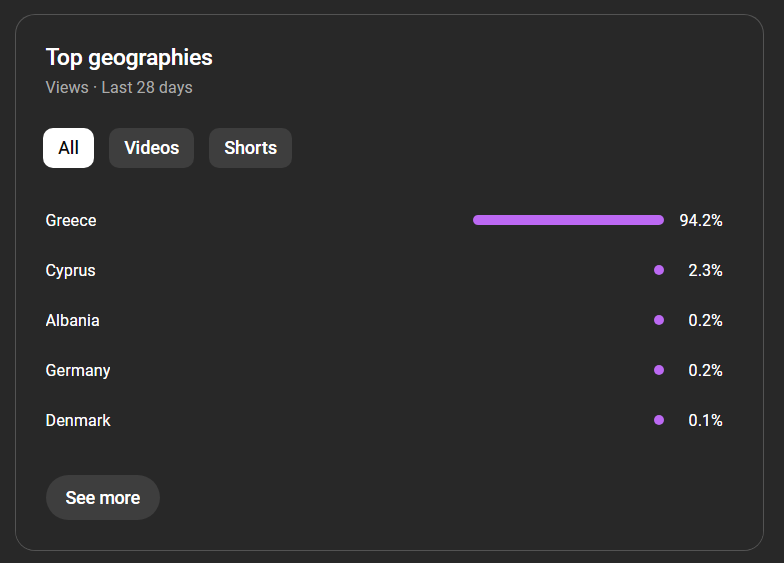 Top geographies
Views · Last 28 days
All Videos Shorts
Greece 94.2%
Cyprus 2.3%
Albania 0.2%
Germany 0.2%
Denmark 0.1%
See more